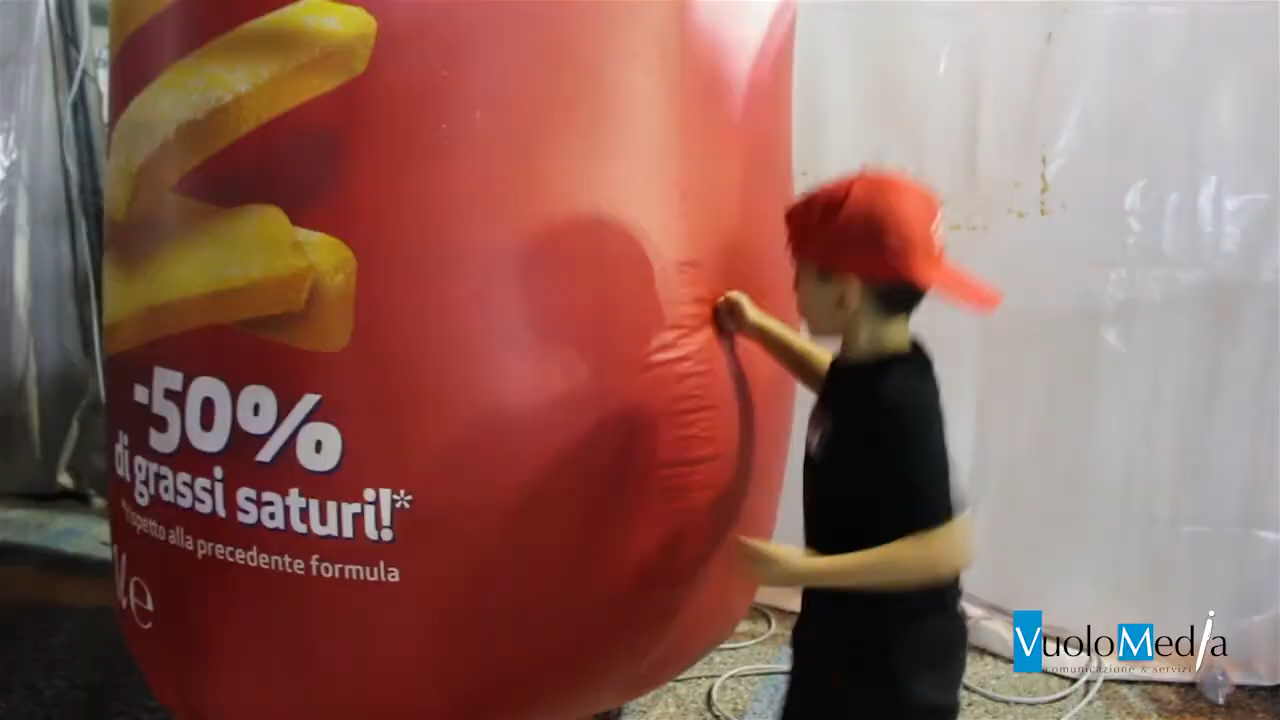 -50%
di grassi saturi!*
*rispetto alla precedente formula
e
VuoloMedia
comunicazione & servizi